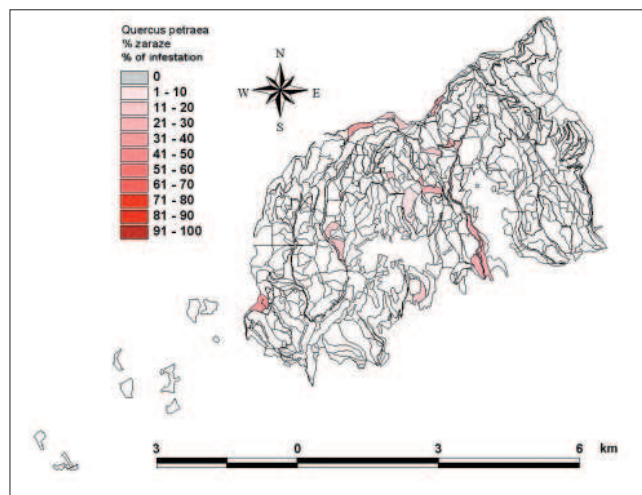 Quercus petraea
% zaraze
% of infestation
0
1 - 10
11 - 20
21 - 30
31 - 40
41 - 50
51 - 60
61 - 70
71 - 80
81 - 90
91 - 100
N
W E
S
3 0 3 6 km